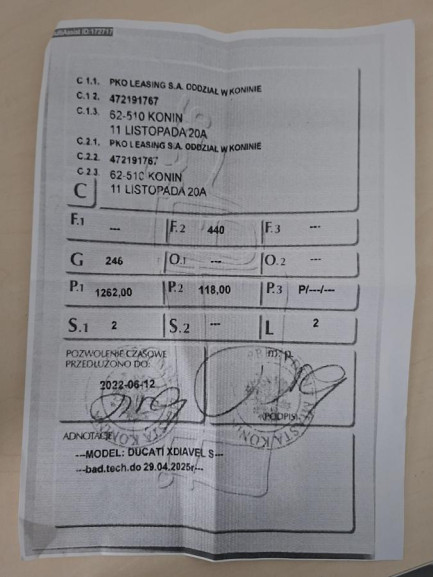 ID:172717
C.1.1. PKO LEASING S.A. ODDZIAŁ W KONINIE
C.1.2. 472191767
C.1.3. 62-510 KONIN
11 LISTOPADA 20A
C.2.1. PKO LEASING S.A. ODDZIAŁ W KONINIE
C.2.2. 472191767
C.2.3. 62-510 KONIN
C 11 LISTOPADA 20A
F.1 --- F.2 440 F.3 ---
G 246 O.1 --- O.2 ---
P.1 1262,00 P.2 118,00 P.3 P/---/---
S.1 2 S.2 --- L 2
POZWOLENIE CZASOWE
PRZEDŁUŻONO DO: m. p.
2022-06-12
(PODPIS)
ADNOTACJE
---MODEL: DUCATI XDIAVEL S---
---bad.tech.do 29.04.2025r---